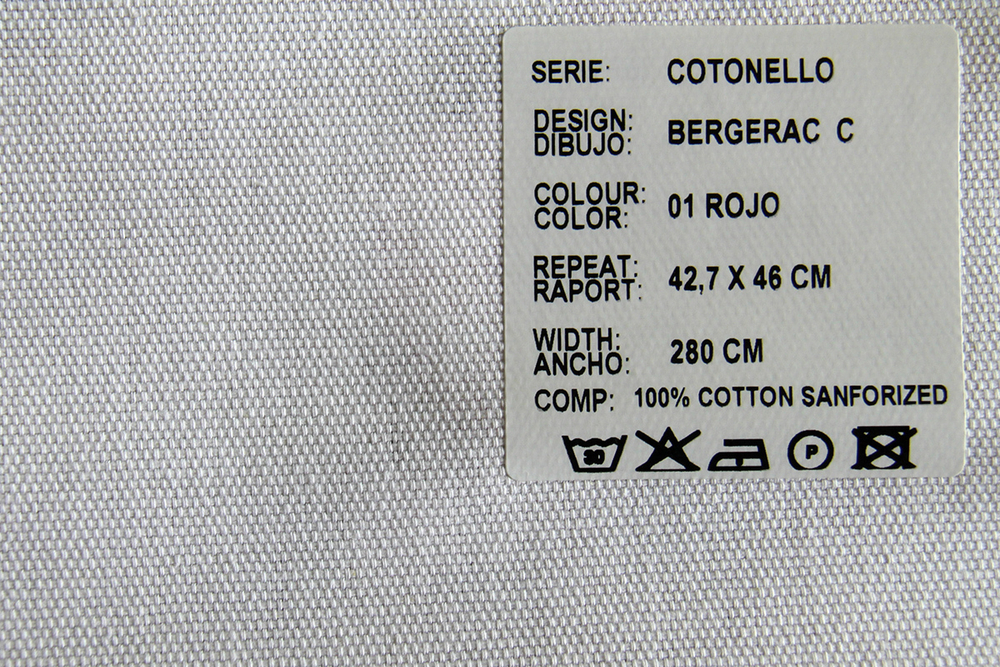 SERIE: COTONELLO
DESIGN:
DIBUJO: BERGERAC C
COLOUR:
COLOR: 01 ROJO
REPEAT:
RAPORT: 42,7 X 46 CM
WIDTH:
ANCHO: 280 CM
COMP: 100% COTTON SANFORIZED
30 A P